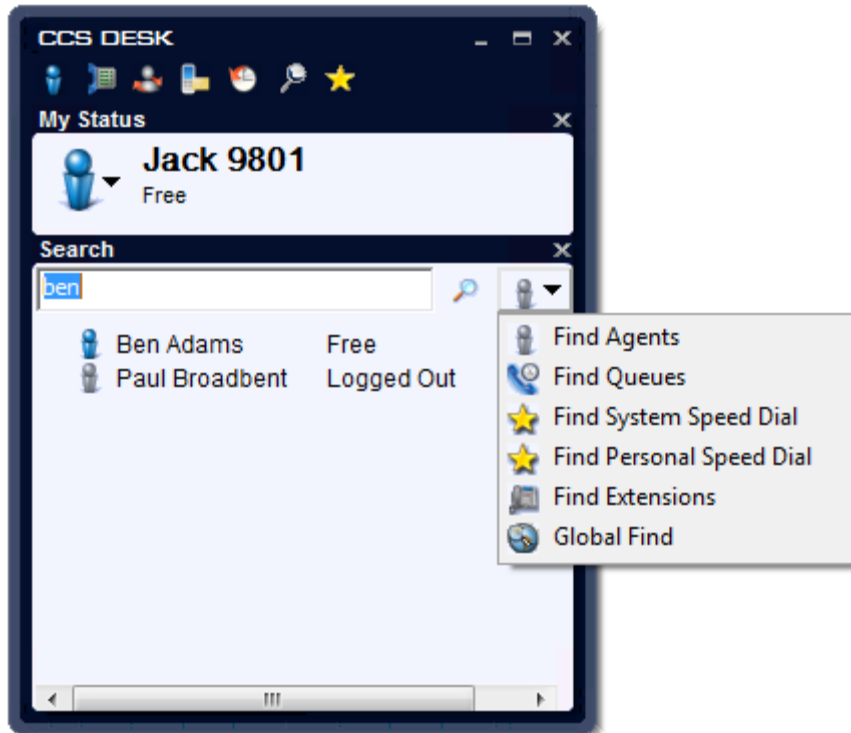 CCS DESK
My Status
Jack 9801
Free
Search
ben
Ben Adams Free
Paul Broadbent Logged Out
Find Agents
Find Queues
Find System Speed Dial
Find Personal Speed Dial
Find Extensions
Global Find